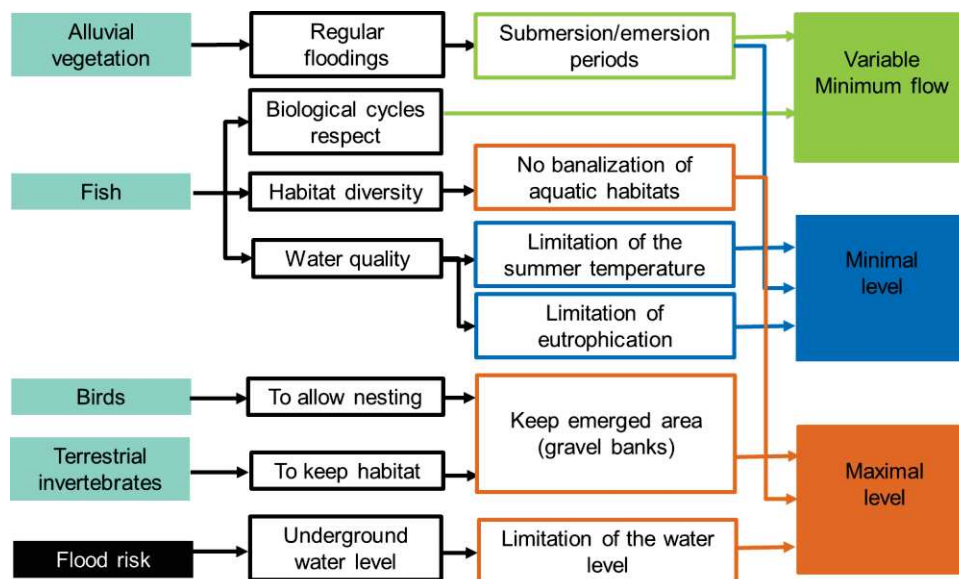 Alluvial
vegetation
Regular
floodings
Submersion/emersion
periods
Variable
Minimum flow
Biological cycles
respect
Fish
Habitat diversity
No banalization of
aquatic habitats
Water quality
Limitation of the
summer temperature
Minimal
level
Limitation of
eutrophication
Birds
To allow nesting
Keep emerged area
(gravel banks)
Terrestrial
invertebrates
To keep habitat
Maximal
level
Flood risk
Underground
water level
Limitation of the water
level